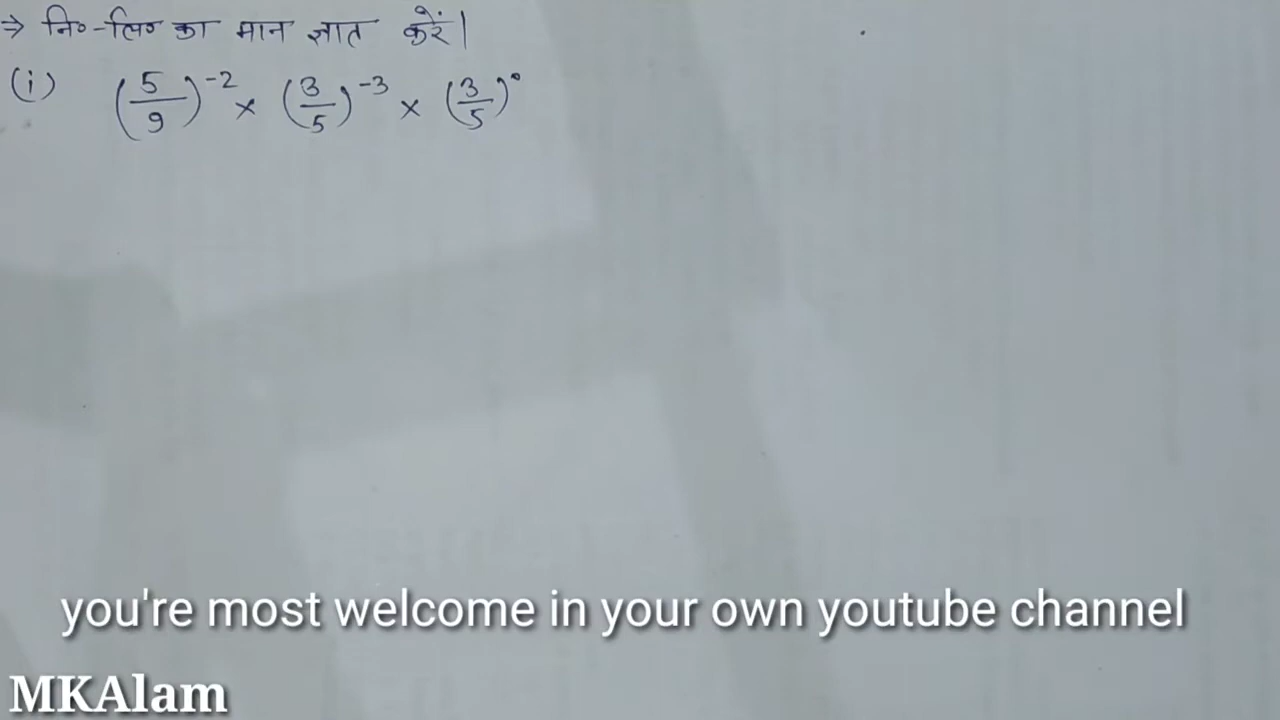 ⇒ नि०-लि० का मान ज्ञात करें।
(i) (5/9)⁻² × (3/5)⁻³ × (3/5)⁰
you're most welcome in your own youtube channel
MKAlam